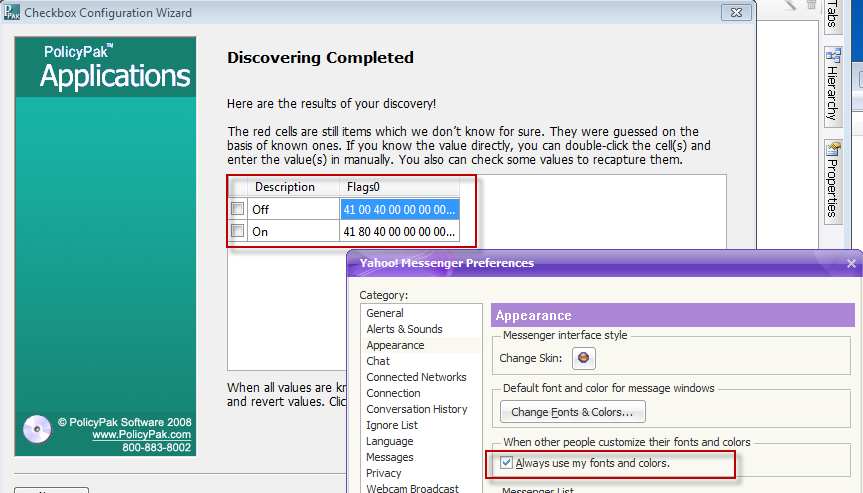 Checkbox Configuration Wizard
PolicyPak™
Applications
© PolicyPak Software 2008
www.PolicyPak.com
800-883-8002
Discovering Completed
Here are the results of your discovery!
The red cells are still items which we don't know for sure. They were guessed on the
basis of known ones. If you know the value directly, you can double-click the cell(s) and
enter the value(s) in manually. You also can check some values to recapture them.
Description Flags0
Off 41 00 40 00 00 00 00...
On 41 80 40 00 00 00 00...
When all values are
and revert values.
Tabs
Hierarchy
Properties
Yahoo! Messenger Preferences
Category:
General
Alerts & Sounds
Appearance
Chat
Connected Networks
Connection
Conversation History
Ignore List
Language
Messages
Privacy
Webcam Broadcast
Appearance
Messenger interface style
Change Skin:
Default font and color for message windows
Change Fonts & Colors...
When other people customize their fonts and colors
Always use my fonts and colors.
Messenger List